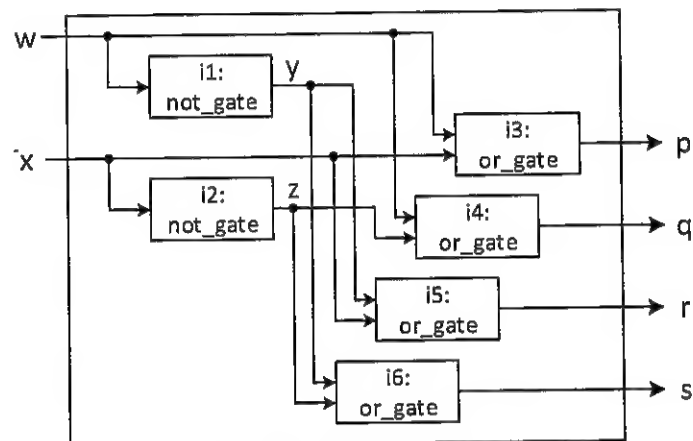 w
i1:
not_gate
y
i3:
or_gate
p
x
i2:
not_gate
z
i4:
or_gate
q
i5:
or_gate
r
i6:
or_gate
s